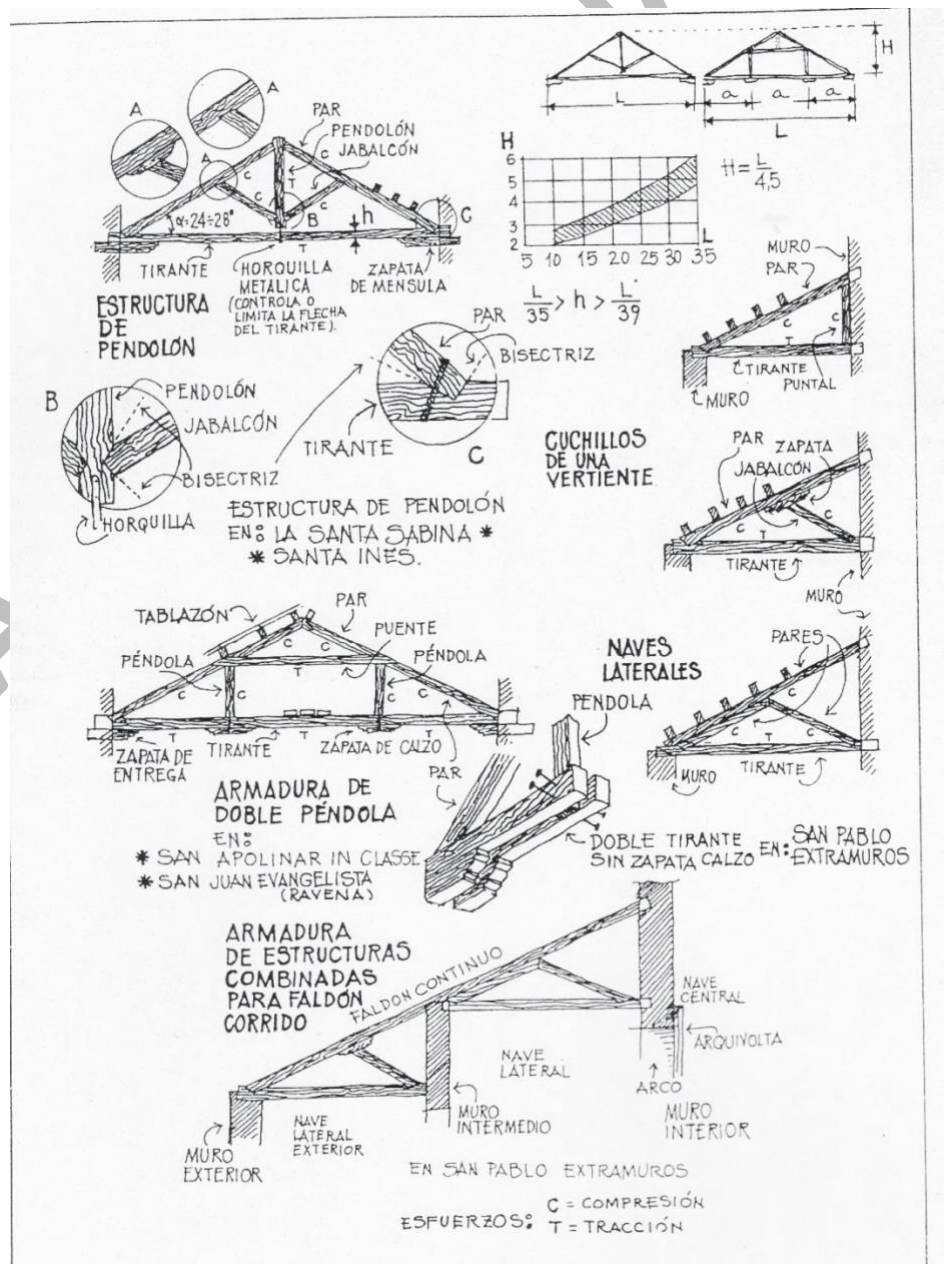 A
A
PAR
PENDOLÓN
JABALCÓN
A
C
C
C
T
C
B
h
C
α=24÷28°
T
TIRANTE
HORQUILLA
METALICA
(CONTROLA O
LIMITA LA FLECHA
DEL TIRANTE).
ZAPATA
DE MENSULA
ESTRUCTURA
DE
PENDOLÓN
H
L
a
a
a
L
H
6
5
4
3
2
L
5 10 15 20 25 30 35
H = L/4,5
L/35 > h > L/39
MURO
PAR
C
C
T
TIRANTE
PUNTAL
MURO
B
PENDOLÓN
JABALCÓN
BISECTRIZ
HORQUILLA
PAR
BISECTRIZ
TIRANTE
C
CUCHILLOS
DE UNA
VERTIENTE
PAR
ZAPATA
JABALCÓN
C
C
C
T
TIRANTE
MURO
ESTRUCTURA DE PENDOLÓN
EN: LA SANTA SABINA *
* SANTA INES.
TABLAZÓN
PAR
PUENTE
PÉNDOLA
PÉNDOLA
C
C
T
C
C
C
C
T
T
T
ZAPATA DE
ENTREGA
TIRANTE
ZAPATA DE CALZO
PAR
ARMADURA DE
DOBLE PÉNDOLA
EN:
* SAN APOLINAR IN CLASSE
* SAN JUAN EVANGELISTA
(RAVENA)
NAVES
LATERALES
PENDOLA
DOBLE TIRANTE
SIN ZAPATA CALZO
EN: SAN PABLO
EXTRAMUROS
PARES
C
C
C
T
C
MURO
TIRANTE
ARMADURA
DE ESTRUCTURAS
COMBINADAS
PARA FALDÓN
CORRIDO
FALDON CONTINUO
NAVE
CENTRAL
ARQUIVOLTA
NAVE
LATERAL
ARCO
MURO
INTERIOR
MURO
INTERMEDIO
NAVE
LATERAL
EXTERIOR
MURO
EXTERIOR
EN SAN PABLO EXTRAMUROS
ESFUERZOS:
C = COMPRESIÓN
T = TRACCIÓN